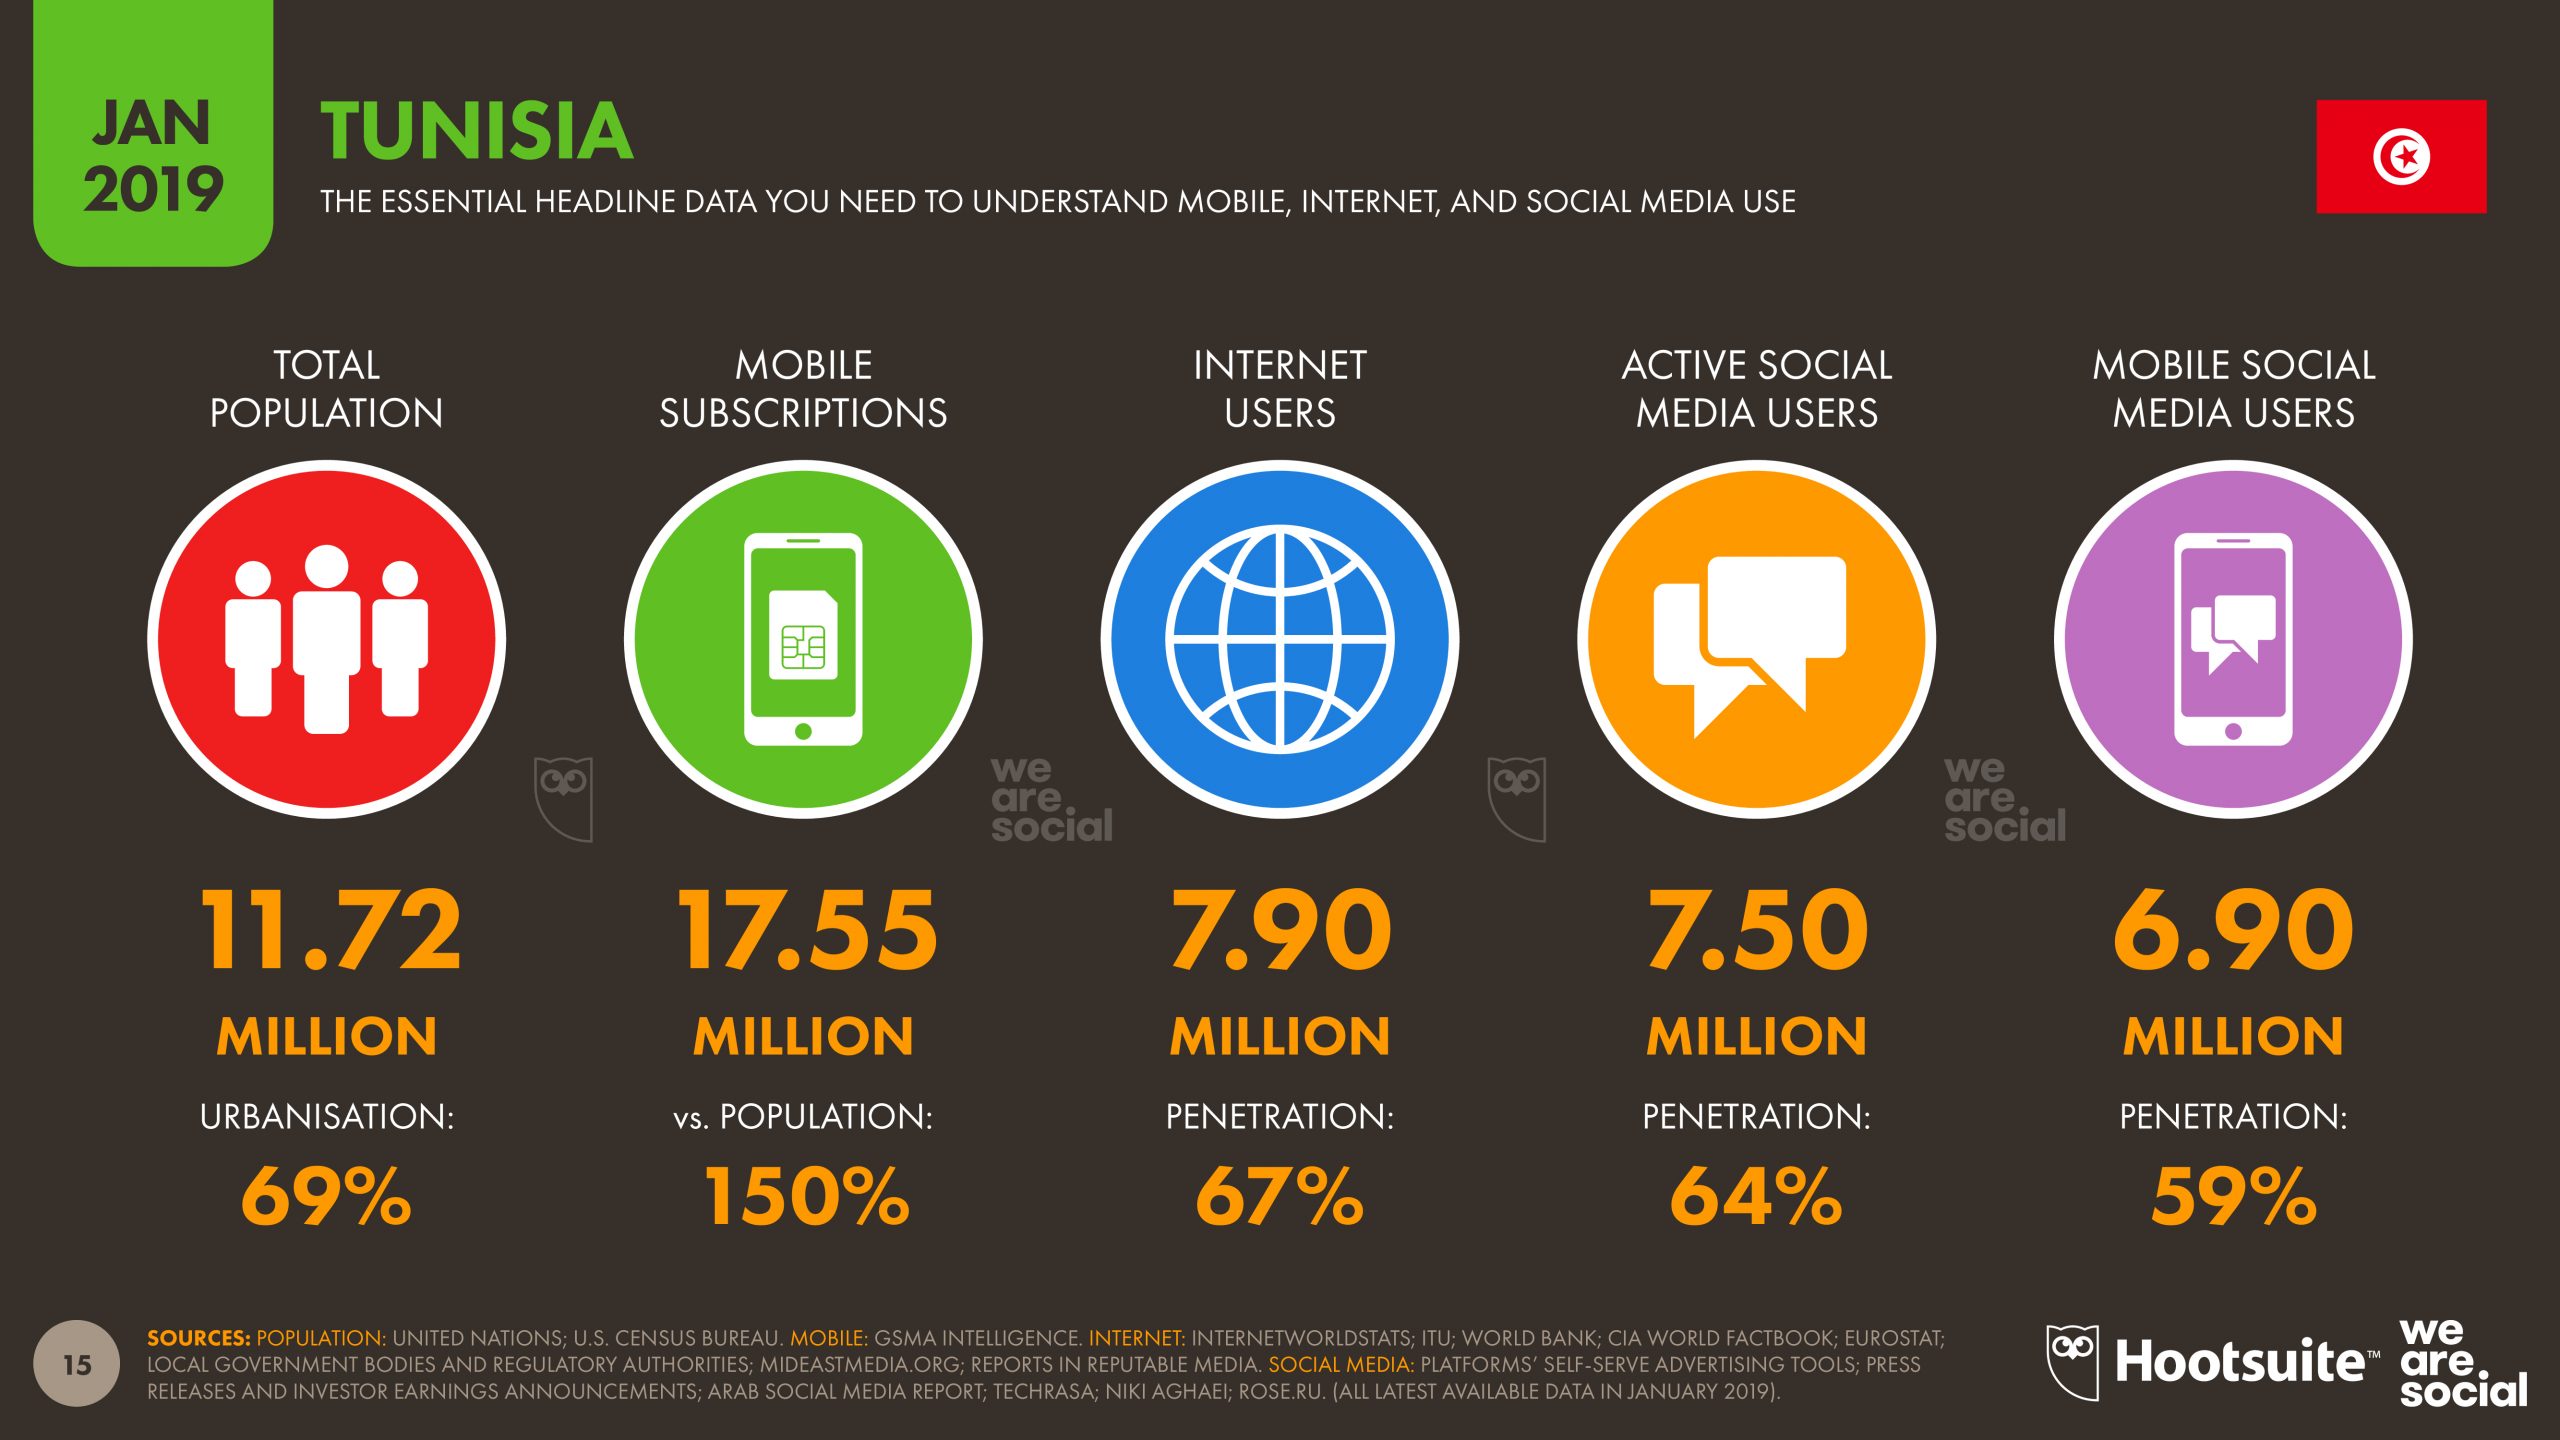 JAN
2019
TUNISIA
THE ESSENTIAL HEADLINE DATA YOU NEED TO UNDERSTAND MOBILE, INTERNET, AND SOCIAL MEDIA USE
TOTAL
POPULATION
MOBILE
SUBSCRIPTIONS
INTERNET
USERS
ACTIVE SOCIAL
MEDIA USERS
MOBILE SOCIAL
MEDIA USERS
we
are.
social
we
are.
social
11.72
MILLION
URBANISATION:
69%
17.55
MILLION
vs. POPULATION:
150%
7.90
MILLION
PENETRATION:
67%
7.50
MILLION
PENETRATION:
64%
6.90
MILLION
PENETRATION:
59%
15
SOURCES: POPULATION: UNITED NATIONS; U.S. CENSUS BUREAU. MOBILE: GSMA INTELLIGENCE. INTERNET: INTERNETWORLDSTATS; ITU; WORLD BANK; CIA WORLD FACTBOOK; EUROSTAT;
LOCAL GOVERNMENT BODIES AND REGULATORY AUTHORITIES; MIDEASTMEDIA.ORG; REPORTS IN REPUTABLE MEDIA. SOCIAL MEDIA: PLATFORMS' SELF-SERVE ADVERTISING TOOLS; PRESS
RELEASES AND INVESTOR EARNINGS ANNOUNCEMENTS; ARAB SOCIAL MEDIA REPORT; TECHRASA; NIKI AGHAEI; ROSE.RU. (ALL LATEST AVAILABLE DATA IN JANUARY 2019).
Hootsuite™
we
are.
social